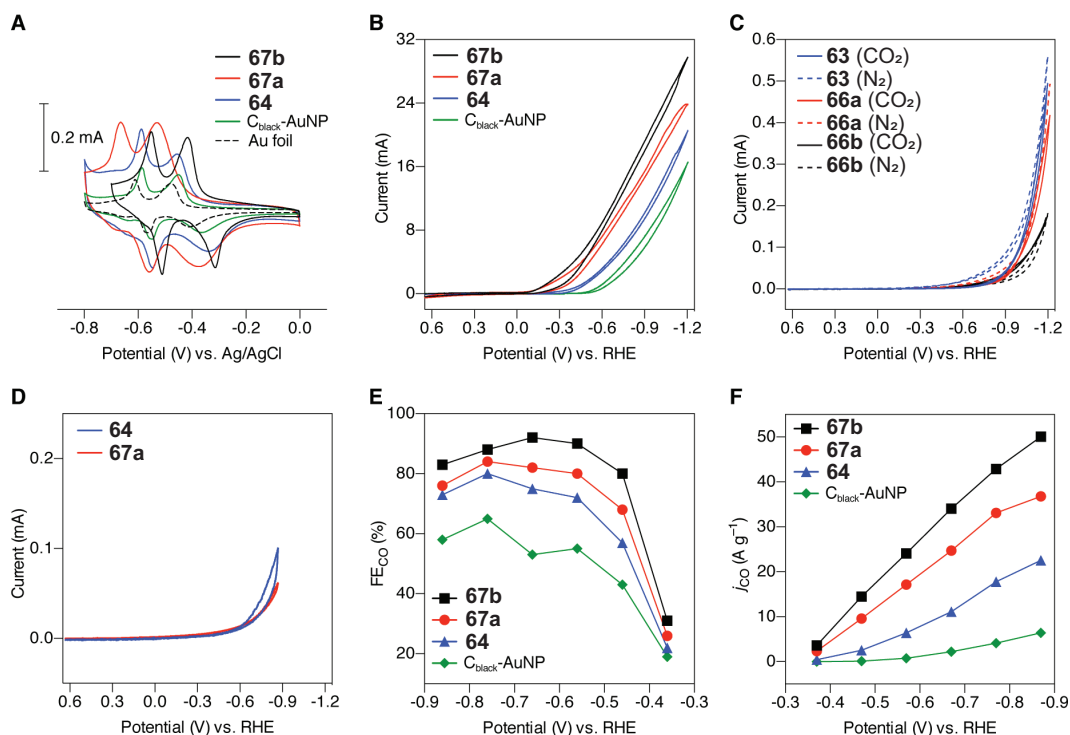 A
67b
67a
64
C_black-AuNP
Au foil
0.2 mA
-0.8 -0.6 -0.4 -0.2 0.0
Potential (V) vs. Ag/AgCl
B
67b
67a
64
C_black-AuNP
32
24
16
8
0
Current (mA)
0.6 0.3 0.0 -0.3 -0.6 -0.9 -1.2
Potential (V) vs. RHE
C
63 (CO₂)
63 (N₂)
66a (CO₂)
66a (N₂)
66b (CO₂)
66b (N₂)
0.6
0.5
0.4
0.3
0.2
0.1
0.0
Current (mA)
0.6 0.3 0.0 -0.3 -0.6 -0.9 -1.2
Potential (V) vs. RHE
D
64
67a
0.2
0.1
0.0
Current (mA)
0.6 0.3 0.0 -0.3 -0.6 -0.9 -1.2
Potential (V) vs. RHE
E
100
80
60
40
20
FE_CO (%)
67b
67a
64
C_black-AuNP
-0.9 -0.8 -0.7 -0.6 -0.5 -0.4 -0.3
Potential (V) vs. RHE
F
67b
67a
64
C_black-AuNP
50
40
30
20
10
0
j_CO (A g⁻¹)
-0.3 -0.4 -0.5 -0.6 -0.7 -0.8 -0.9
Potential (V) vs. RHE